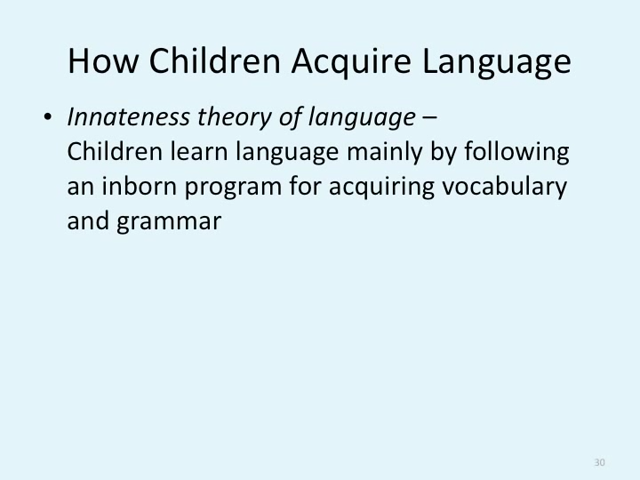 How Children Acquire Language
• Innateness theory of language –
Children learn language mainly by following
an inborn program for acquiring vocabulary
and grammar
30